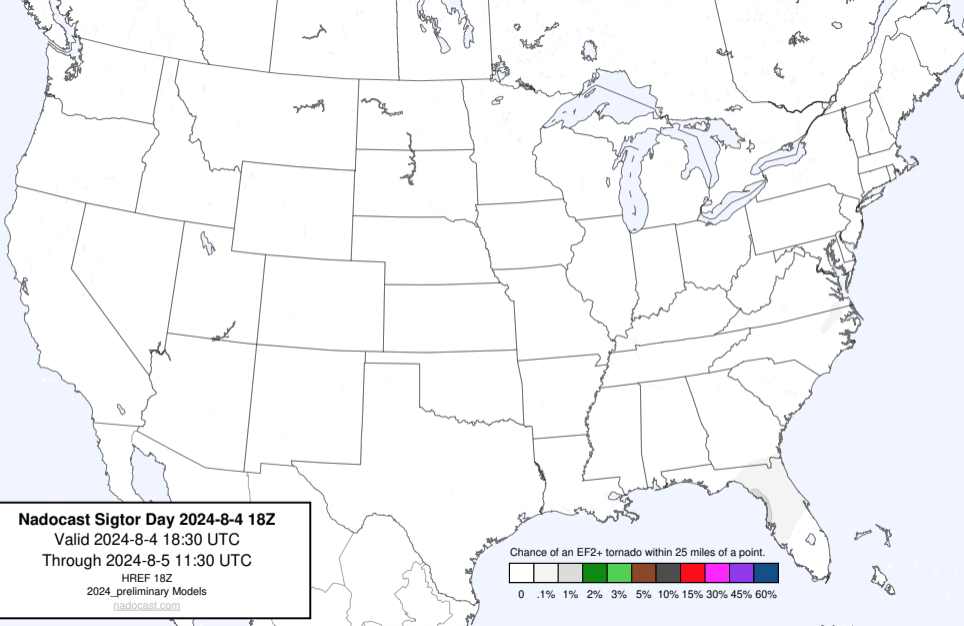 Nadocast Sigtor Day 2024-8-4 18Z
Valid 2024-8-4 18:30 UTC
Through 2024-8-5 11:30 UTC
HREF 18Z
2024_preliminary Models
nadocast.com
Chance of an EF2+ tornado within 25 miles of a point.
0 .1% 1% 2% 3% 5% 10% 15% 30% 45% 60%